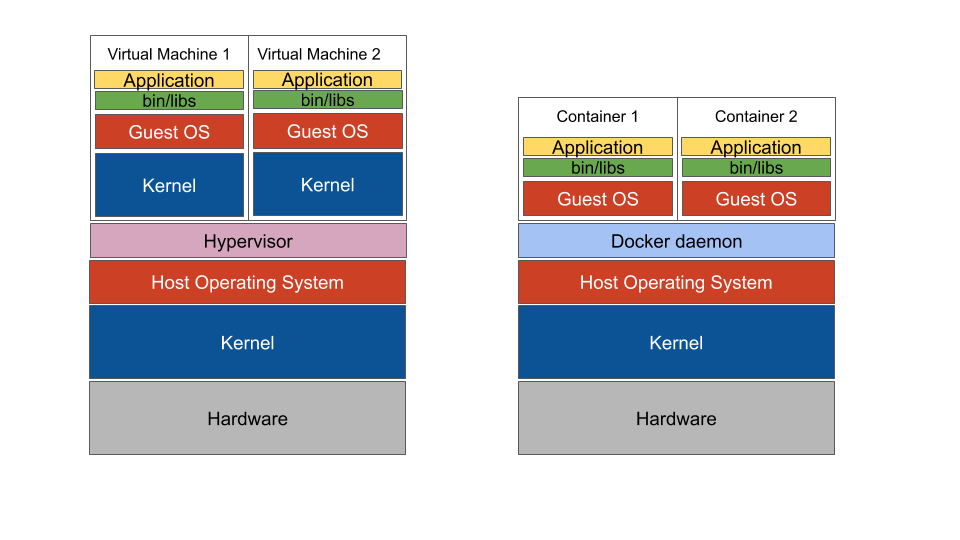 Virtual Machine 1
Application
bin/libs
Guest OS
Kernel
Virtual Machine 2
Application
bin/libs
Guest OS
Kernel
Hypervisor
Host Operating System
Kernel
Hardware
Container 1
Application
bin/libs
Guest OS
Container 2
Application
bin/libs
Guest OS
Docker daemon
Host Operating System
Kernel
Hardware